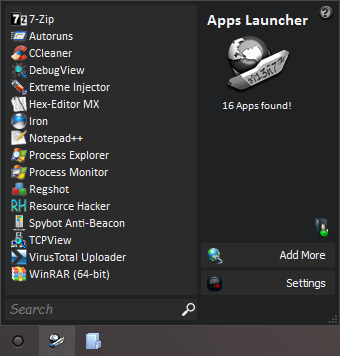 7-Zip
Autoruns
CCleaner
DebugView
Extreme Injector
Hex-Editor MX
Iron
Notepad++
Process Explorer
Process Monitor
Regshot
Resource Hacker
Spybot Anti-Beacon
TCPView
VirusTotal Uploader
WinRAR (64-bit)
Search
Apps Launcher
16 Apps found!
Add More
Settings